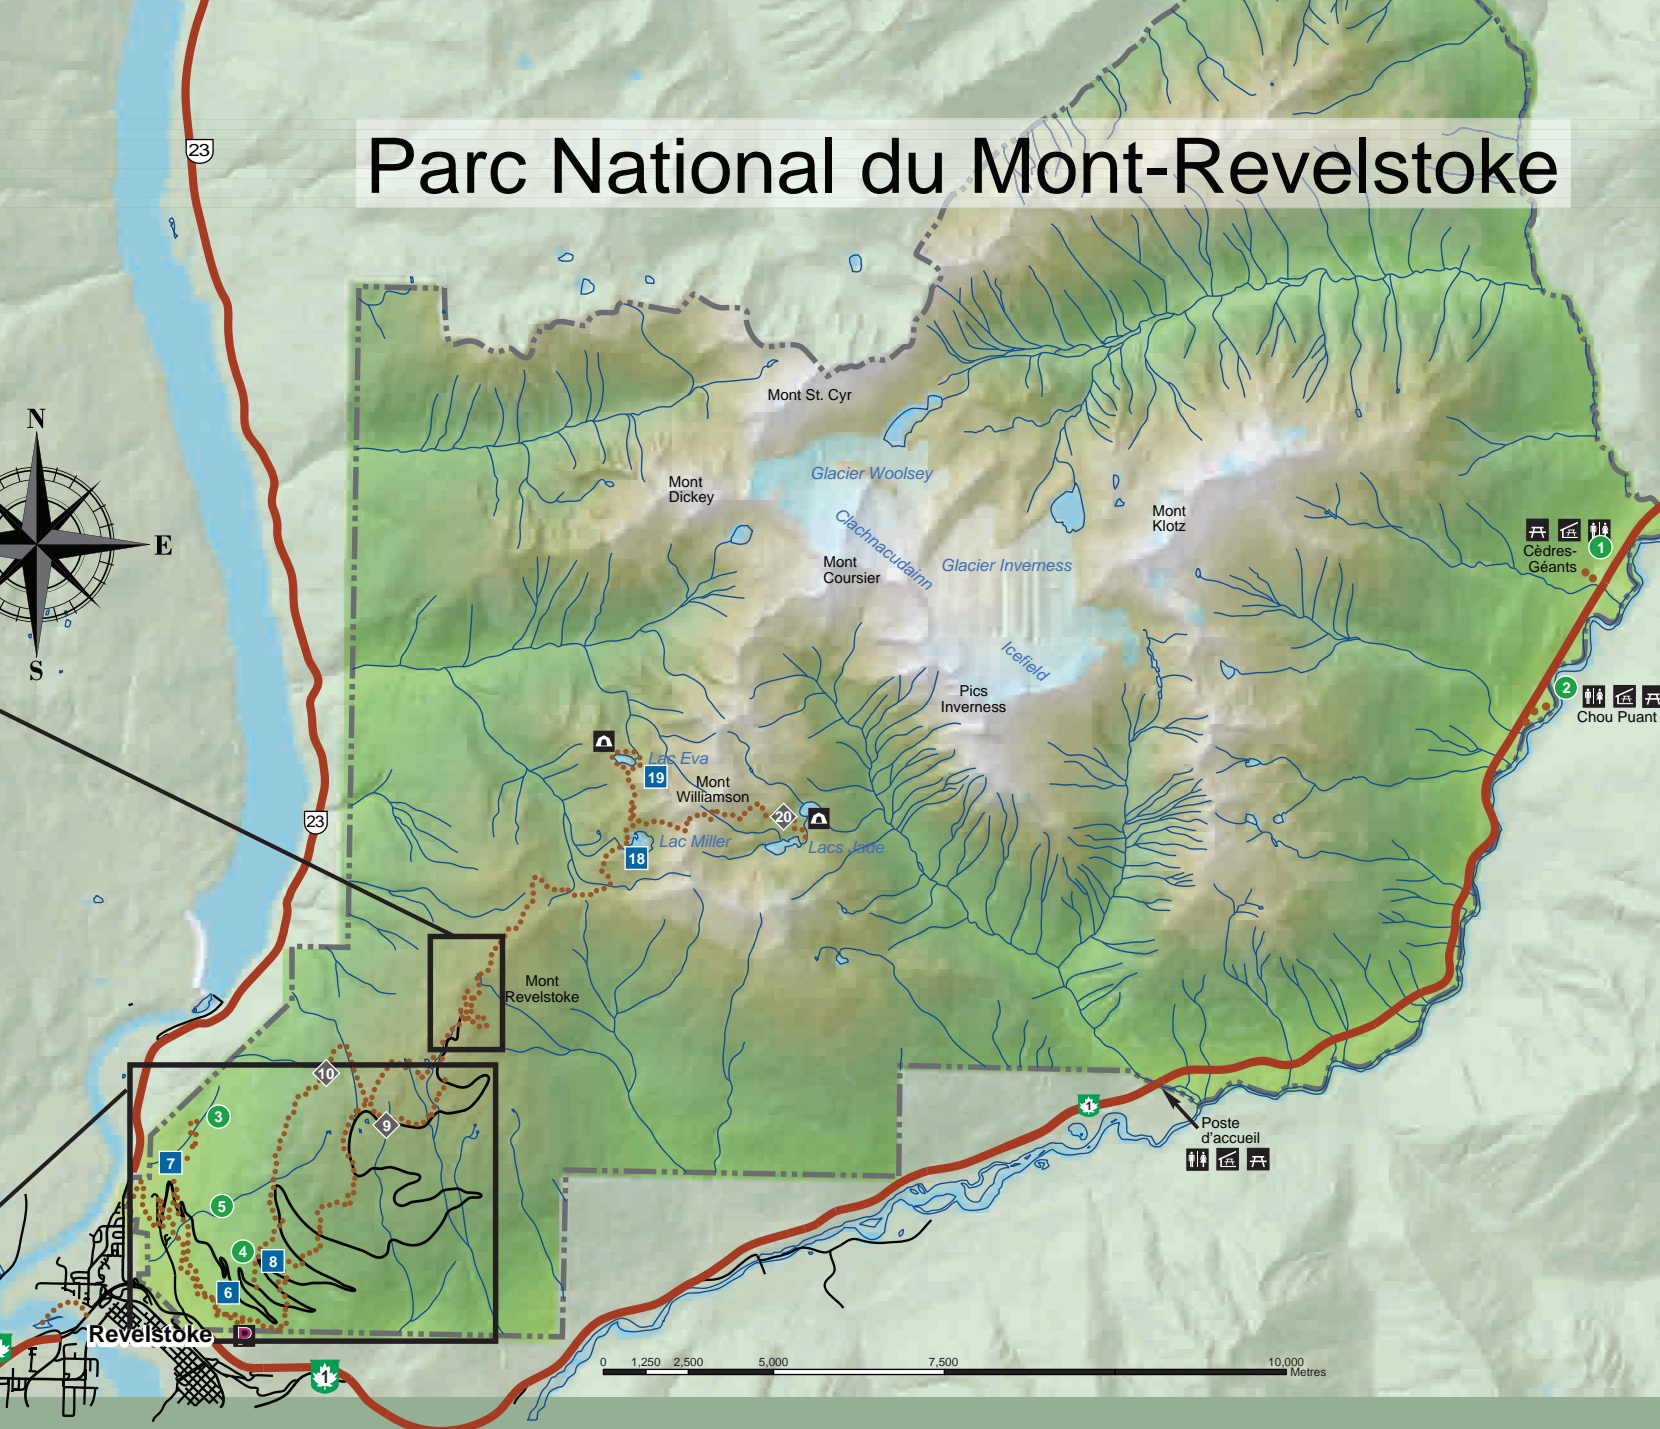 Parc National du Mont-Revelstoke
23
N
E
S
Mont St. Cyr
Glacier Woolsey
Mont
Dickey
Clachnacudainn
Mont
Klotz
Mont
Coursier
Glacier Inverness
Icefield
Cèdres-
Géants
1
2
Chou Puant
Pics
Inverness
Lac Eva
19
Mont
Williamson
20
Lac Miller
18
Lacs Jade
23
Mont
Revelstoke
10
3
9
7
5
4
8
6
1
Poste
d'accueil
Revelstoke
P
1
0 1,250 2,500 5,000 7,500 10,000
Metres